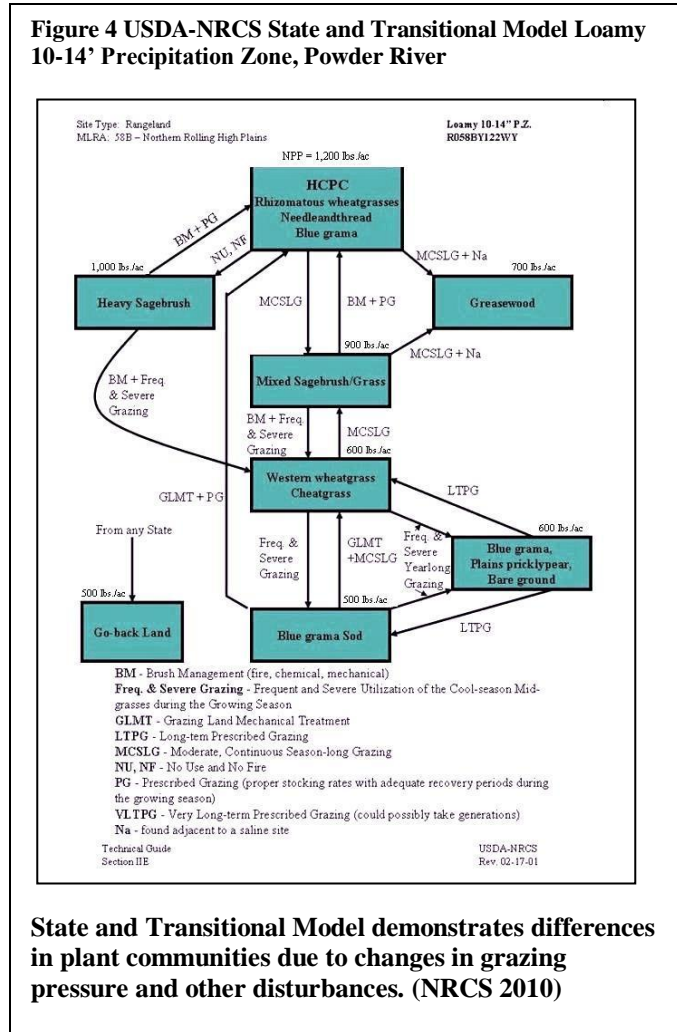 Figure 4 USDA-NRCS State and Transitional Model Loamy
10-14’ Precipitation Zone, Powder River
Site Type: Rangeland
MLRA: 58B – Northern Rolling High Plains
Loamy 10-14” P.Z.
R058BY122WY
NPP = 1,200 lbs./ac
HCPC
Rhizomatous wheatgrasses
Needleandthread
Blue grama
BM + PG
NU, NF
MCSLG + Na
1,000 lbs./ac
700 lbs./ac
Heavy Sagebrush
MCSLG
BM + PG
Greasewood
900 lbs./ac
MCSLG + Na
Mixed Sagebrush/Grass
BM + Freq.
& Severe
Grazing
BM + Freq.
& Severe
Grazing
MCSLG
600 lbs./ac
Western wheatgrass
Cheatgrass
GLMT + PG
LTPG
From any State
Freq. &
Severe
Grazing
GLMT
+MCSLG
Freq. &
Severe
Yearlong
Grazing
600 lbs./ac
Blue grama,
Plains pricklypear,
Bare ground
500 lbs./ac
500 lbs./ac
Go-back Land
Blue grama Sod
LTPG
BM - Brush Management (fire, chemical, mechanical)
Freq. & Severe Grazing - Frequent and Severe Utilization of the Cool-season Mid-
grasses during the Growing Season
GLMT - Grazing Land Mechanical Treatment
LTPG - Long-tem Prescribed Grazing
MCSLG - Moderate, Continuous Season-long Grazing
NU, NF - No Use and No Fire
PG - Prescribed Grazing (proper stocking rates with adequate recovery periods during
the growing season)
VLTPG - Very Long-term Prescribed Grazing (could possibly take generations)
Na - found adjacent to a saline site
Technical Guide
Section IIE
USDA-NRCS
Rev. 02-17-01
State and Transitional Model demonstrates differences
in plant communities due to changes in grazing
pressure and other disturbances. (NRCS 2010)